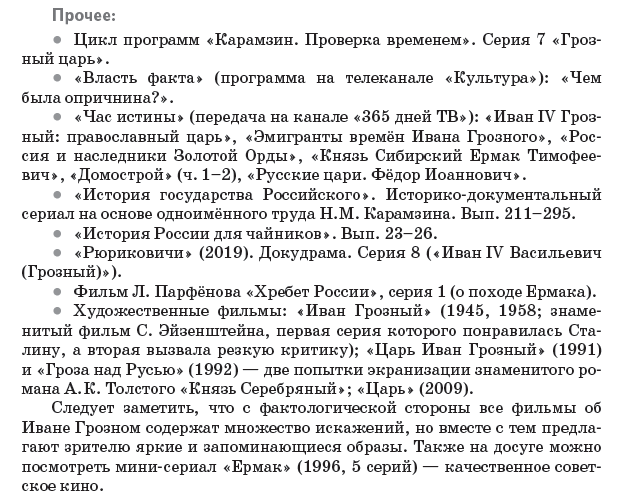 Прочее:
● Цикл программ «Карамзин. Проверка временем». Серия 7 «Гроз-
ный царь».
● «Власть факта» (программа на телеканале «Культура»): «Чем
была опричнина?».
● «Час истины» (передача на канале «365 дней ТВ»): «Иван IV Гроз-
ный: православный царь», «Эмигранты времён Ивана Грозного», «Рос-
сия и наследники Золотой Орды», «Князь Сибирский Ермак Тимофее-
вич», «Домострой» (ч. 1–2), «Русские цари. Фёдор Иоаннович».
● «История государства Российского». Историко-документальный
сериал на основе одноимённого труда Н.М. Карамзина. Вып. 211–295.
● «История России для чайников». Вып. 23–26.
● «Рюриковичи» (2019). Докудрама. Серия 8 («Иван IV Васильевич
(Грозный)»).
● Фильм Л. Парфёнова «Хребет России», серия 1 (о походе Ермака).
● Художественные фильмы: «Иван Грозный» (1945, 1958; знаме-
нитый фильм С. Эйзенштейна, первая серия которого понравилась Ста-
лину, а вторая вызвала резкую критику); «Царь Иван Грозный» (1991)
и «Гроза над Русью» (1992) — две попытки экранизации знаменитого ро-
мана А.К. Толстого «Князь Серебряный»; «Царь» (2009).
Следует заметить, что с фактологической стороны все фильмы об
Иване Грозном содержат множество искажений, но вместе с тем предла-
гают зрителю яркие и запоминающиеся образы. Также на досуге можно
посмотреть мини-сериал «Ермак» (1996, 5 серий) — качественное совет-
ское кино.